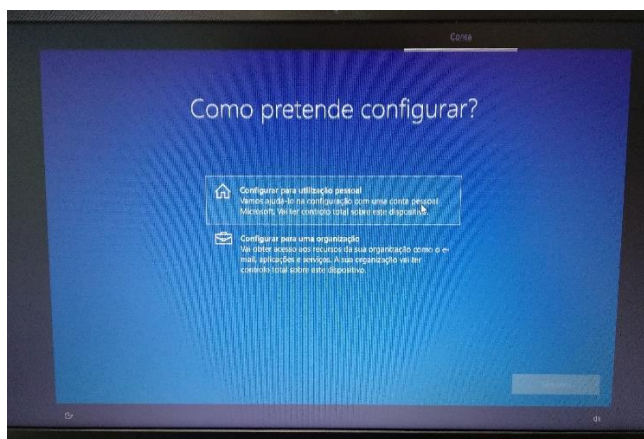 Conta
Como pretende configurar?
Configurar para utilização pessoal
Vamos ajudá-lo na configuração com uma conta pessoal
Microsoft. Vai ter controlo total sobre este dispositivo.
Configurar para uma organização
Vai obter acesso aos recursos da sua organização como o e-
mail, aplicações e serviços. A sua organização vai ter
controlo total sobre este dispositivo.